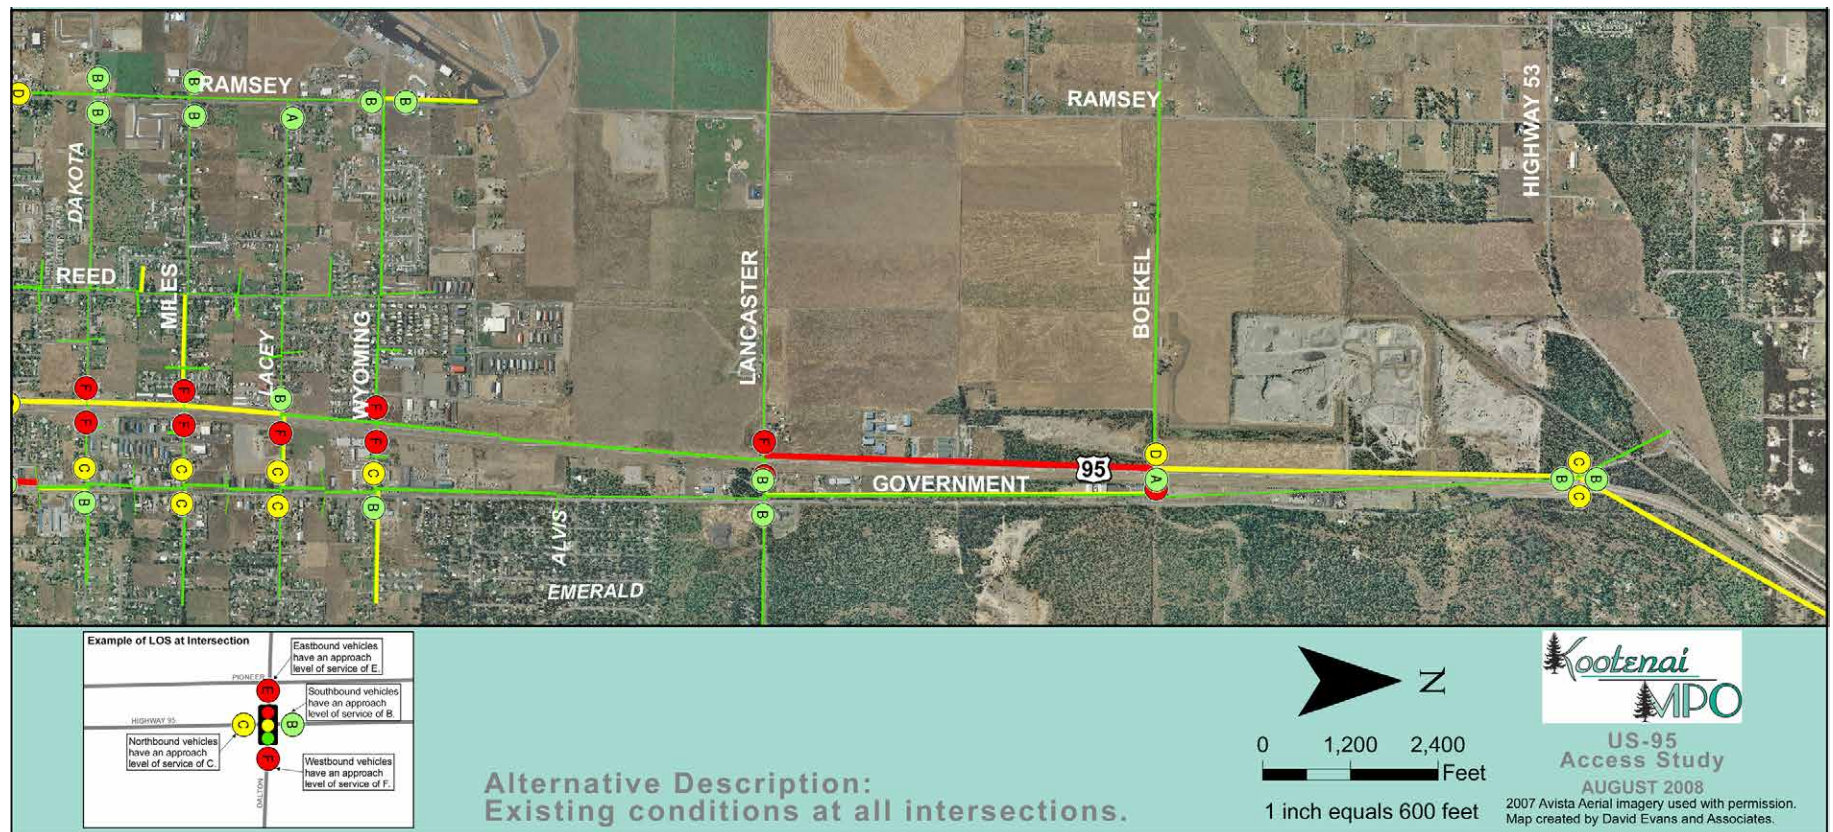 RAMSEY
RAMSEY
HIGHWAY 53
DAKOTA
REED
MILES
LACEY
WYOMING
LANCASTER
BOEKEL
95
GOVERNMENT
ALVIS
EMERALD
D
B
B
B
B
A
B
B
F
F
F
F
B
F
F
F
C
C
C
C
B
C
C
B
F
B
B
D
A
C
B
B
C
Example of LOS at Intersection
Eastbound vehicles
have an approach
level of service of E.
PIONEER
Southbound vehicles
have an approach
level of service of B.
HIGHWAY 95
E
C
B
F
Northbound vehicles
have an approach
level of service of C.
Westbound vehicles
have an approach
level of service of F.
DALTON
Alternative Description:
Existing conditions at all intersections.
N
0 1,200 2,400
Feet
1 inch equals 600 feet
Kootenai
MPO
US-95
Access Study
AUGUST 2008
2007 Avista Aerial imagery used with permission.
Map created by David Evans and Associates.